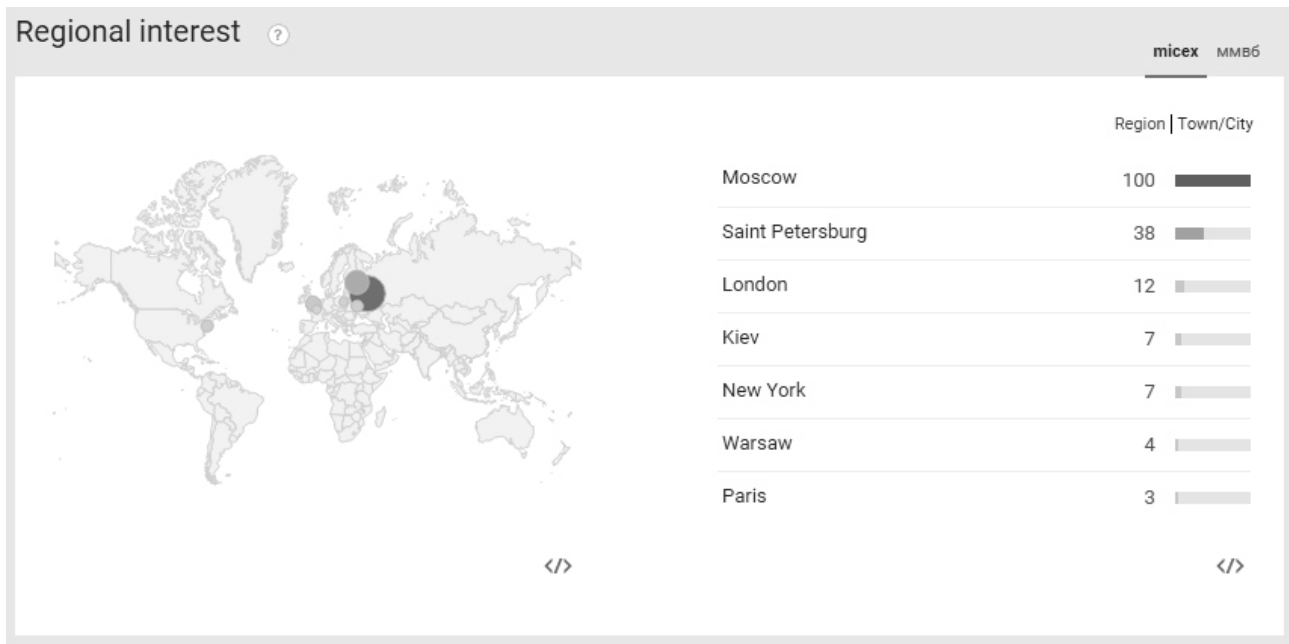 Regional interest ?
micex ммвб
Region | Town/City
Moscow 100
Saint Petersburg 38
London 12
Kiev 7
New York 7
Warsaw 4
Paris 3
</> </>